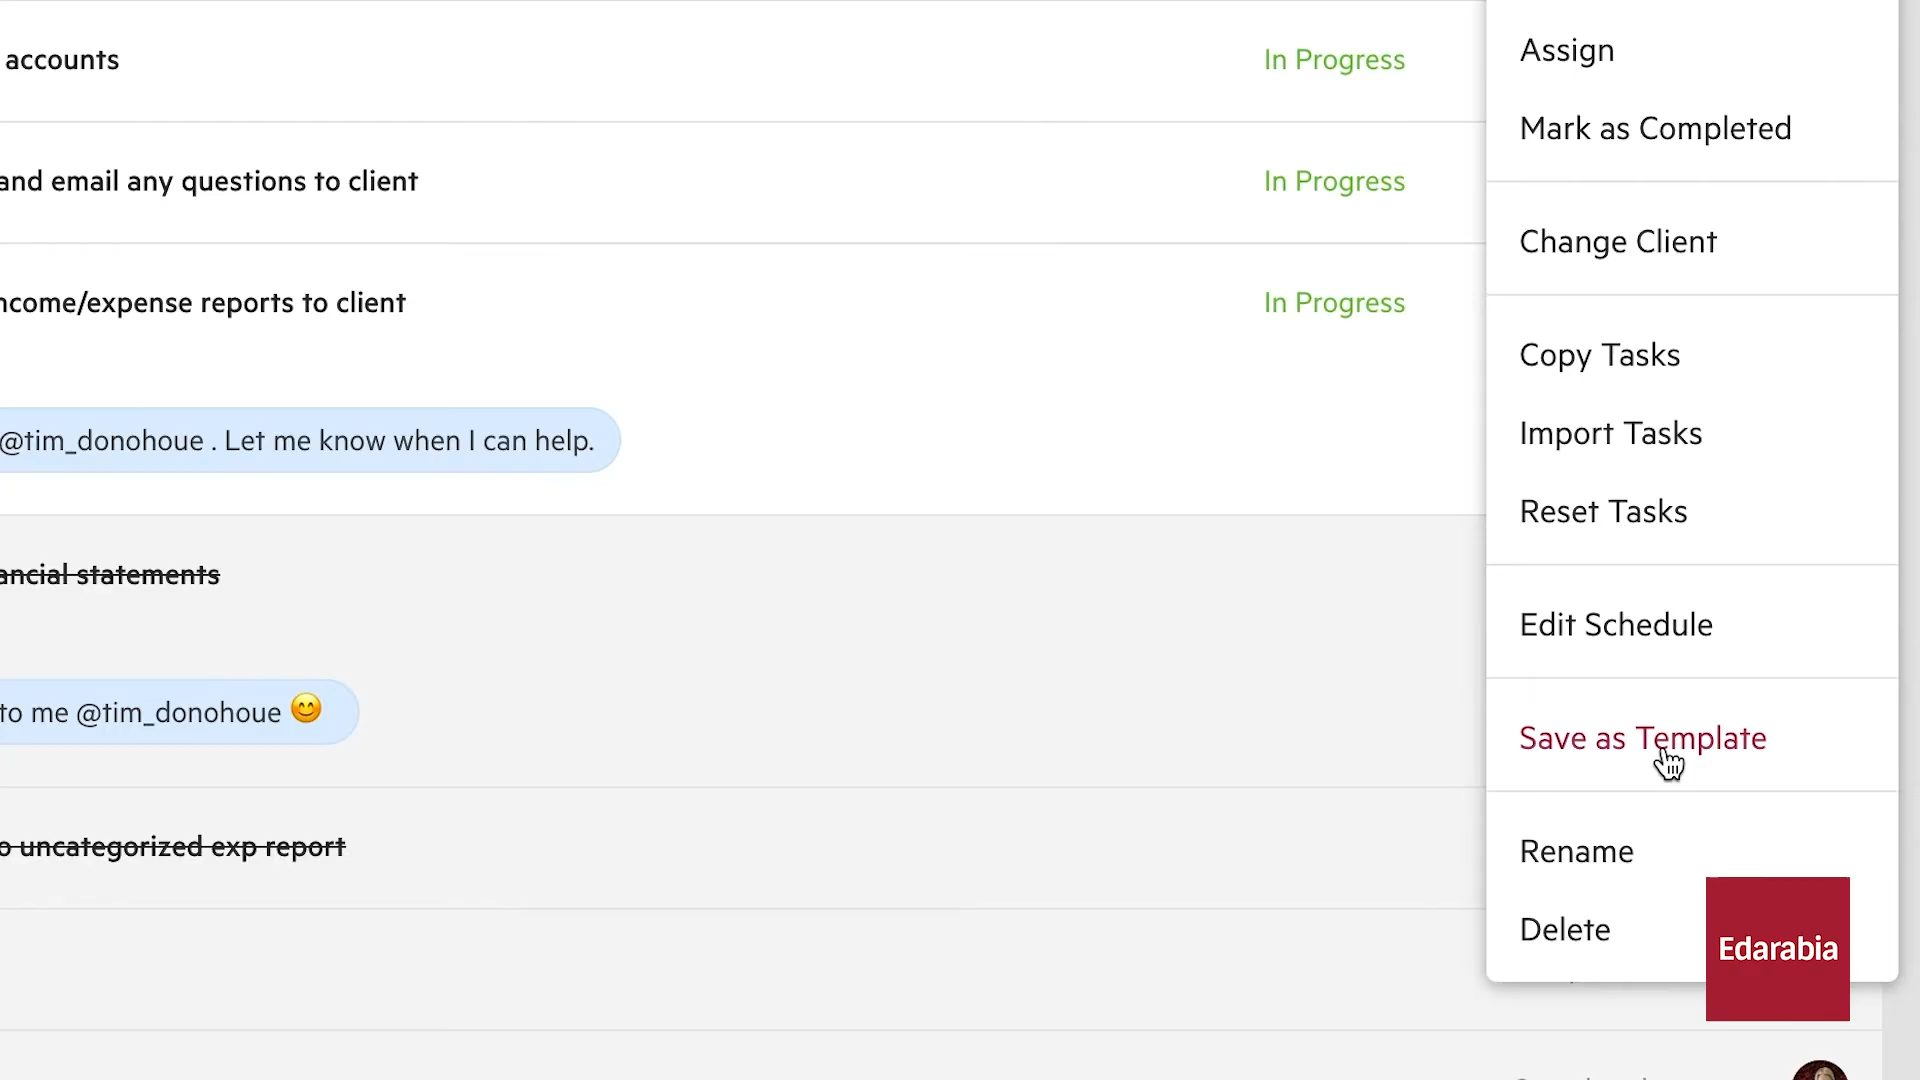 accounts
In Progress
and email any questions to client
In Progress
ncome/expense reports to client
In Progress
@tim_donohoue . Let me know when I can help.
ancial statements
to me @tim_donohoue 😊
o uncategorized exp report
Assign
Mark as Completed
Change Client
Copy Tasks
Import Tasks
Reset Tasks
Edit Schedule
Save as Template
Rename
Delete
Edarabia